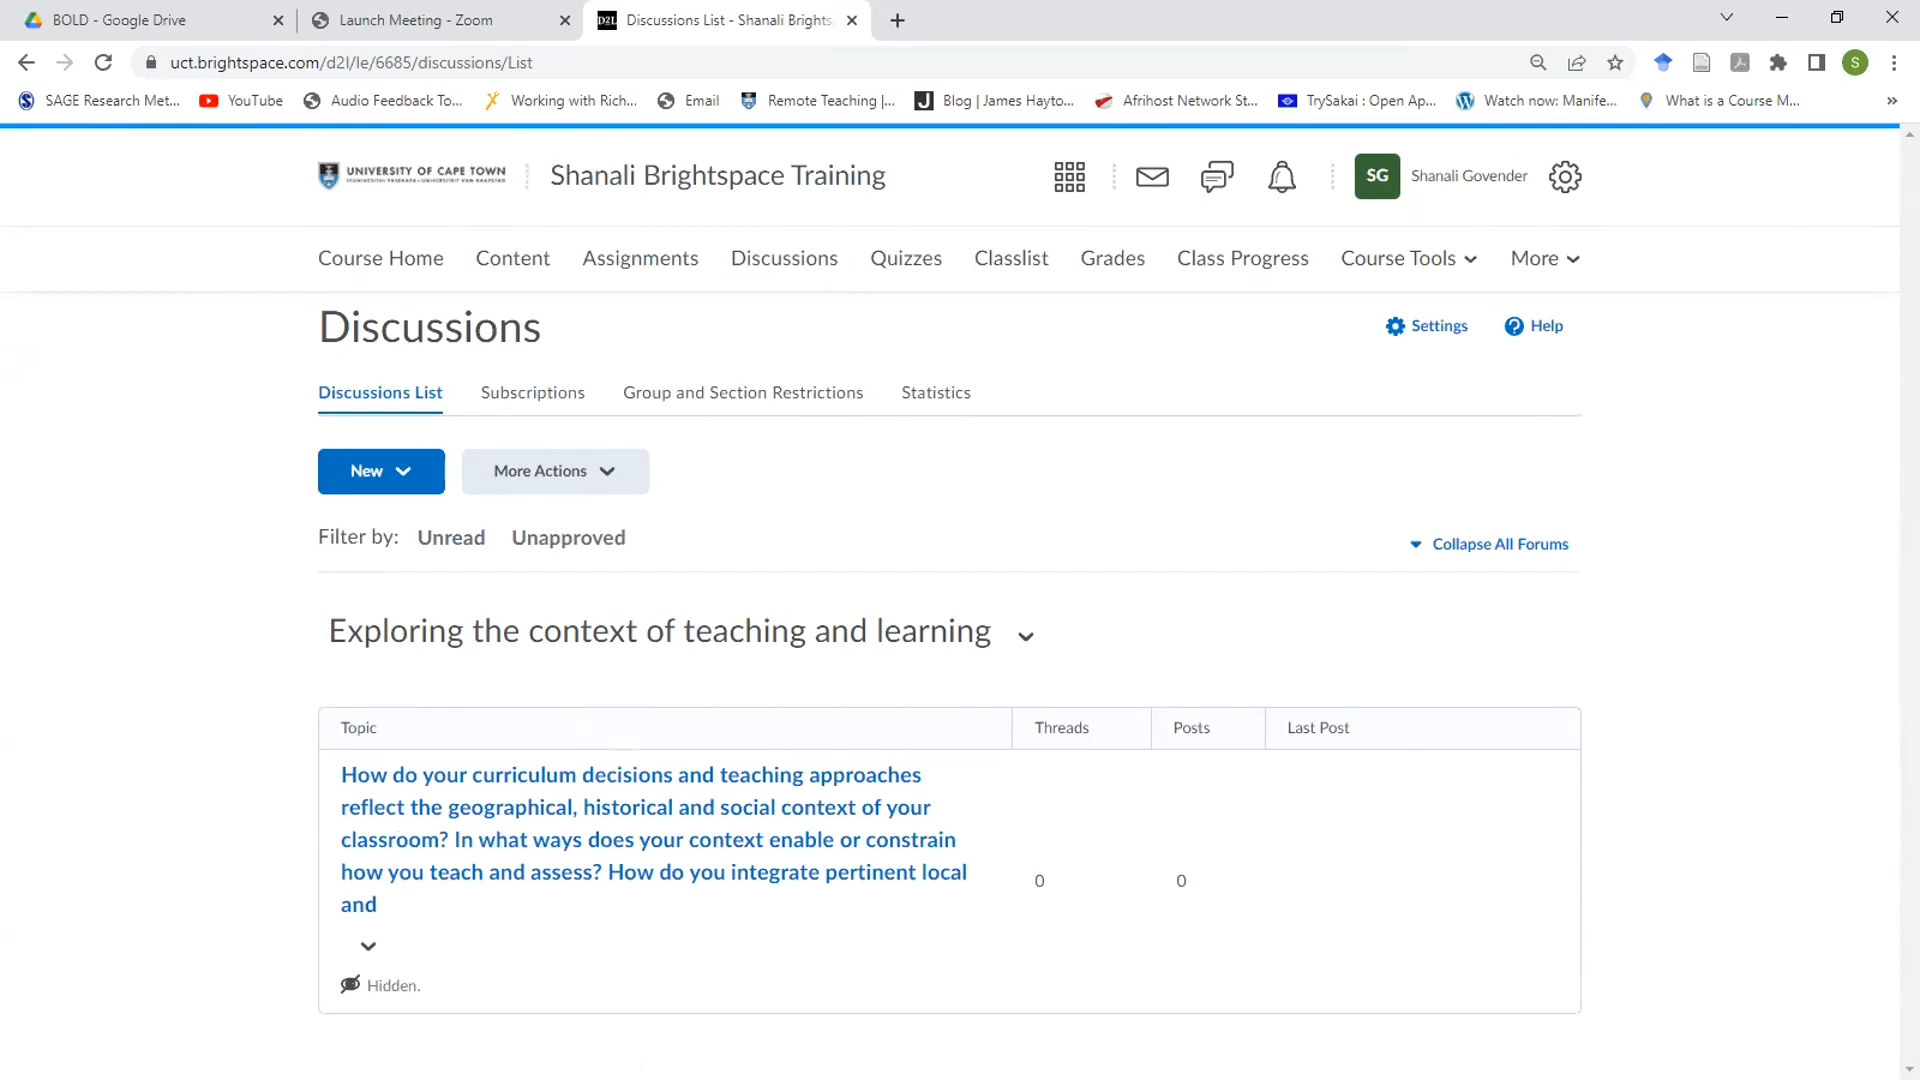 BOLD - Google Drive
Launch Meeting - Zoom
D2L Discussions List - Shanali Brights
uct.brightspace.com/d2l/le/6685/discussions/List
S
SAGE Research Met...
YouTube
Audio Feedback To...
Working with Rich...
Email
Remote Teaching |...
Blog | James Hayto...
Afrihost Network St...
TrySakai : Open Ap...
Watch now: Manife...
What is a Course M...
»
UNIVERSITY OF CAPE TOWN
Shanali Brightspace Training
SG
Shanali Govender
Course Home
Content
Assignments
Discussions
Quizzes
Classlist
Grades
Class Progress
Course Tools
More
Discussions
Settings
Help
Discussions List
Subscriptions
Group and Section Restrictions
Statistics
New
More Actions
Filter by:
Unread
Unapproved
Collapse All Forums
Exploring the context of teaching and learning
Topic
Threads
Posts
Last Post
How do your curriculum decisions and teaching approaches
reflect the geographical, historical and social context of your
classroom? In what ways does your context enable or constrain
how you teach and assess? How do you integrate pertinent local
and
0
0
Hidden.